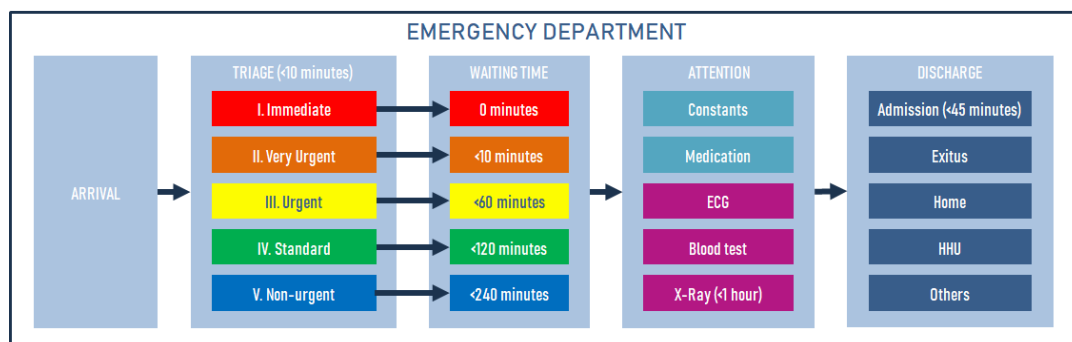 EMERGENCY DEPARTMENT
ARRIVAL
TRIAGE (<10 minutes)
I. Immediate
II. Very Urgent
III. Urgent
IV. Standard
V. Non-urgent
WAITING TIME
0 minutes
<10 minutes
<60 minutes
<120 minutes
<240 minutes
ATTENTION
Constants
Medication
ECG
Blood test
X-Ray (<1 hour)
DISCHARGE
Admission (<45 minutes)
Exitus
Home
HHU
Others